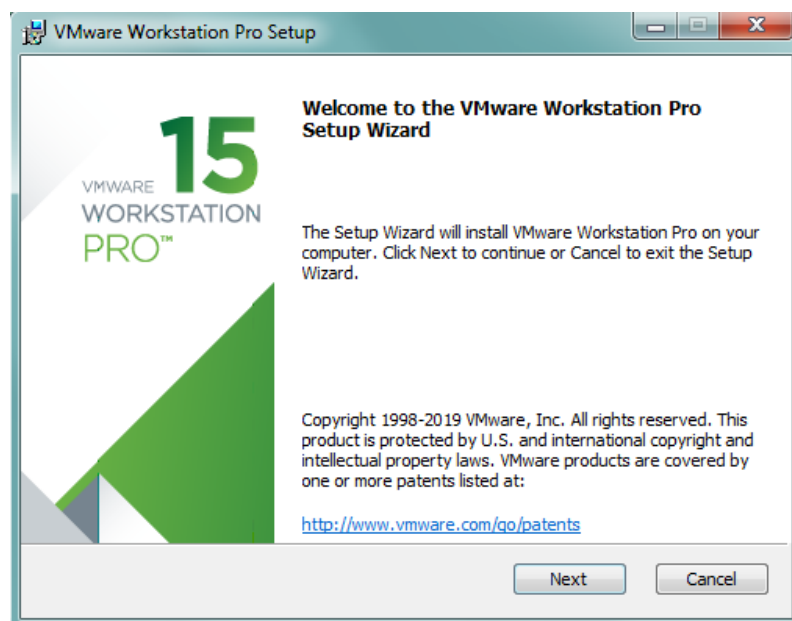 VMware Workstation Pro Setup
Welcome to the VMware Workstation Pro
Setup Wizard
15
VMWARE
WORKSTATION
PRO™
The Setup Wizard will install VMware Workstation Pro on your
computer. Click Next to continue or Cancel to exit the Setup
Wizard.
Copyright 1998-2019 VMware, Inc. All rights reserved. This
product is protected by U.S. and international copyright and
intellectual property laws. VMware products are covered by
one or more patents listed at:
http://www.vmware.com/go/patents
Next
Cancel